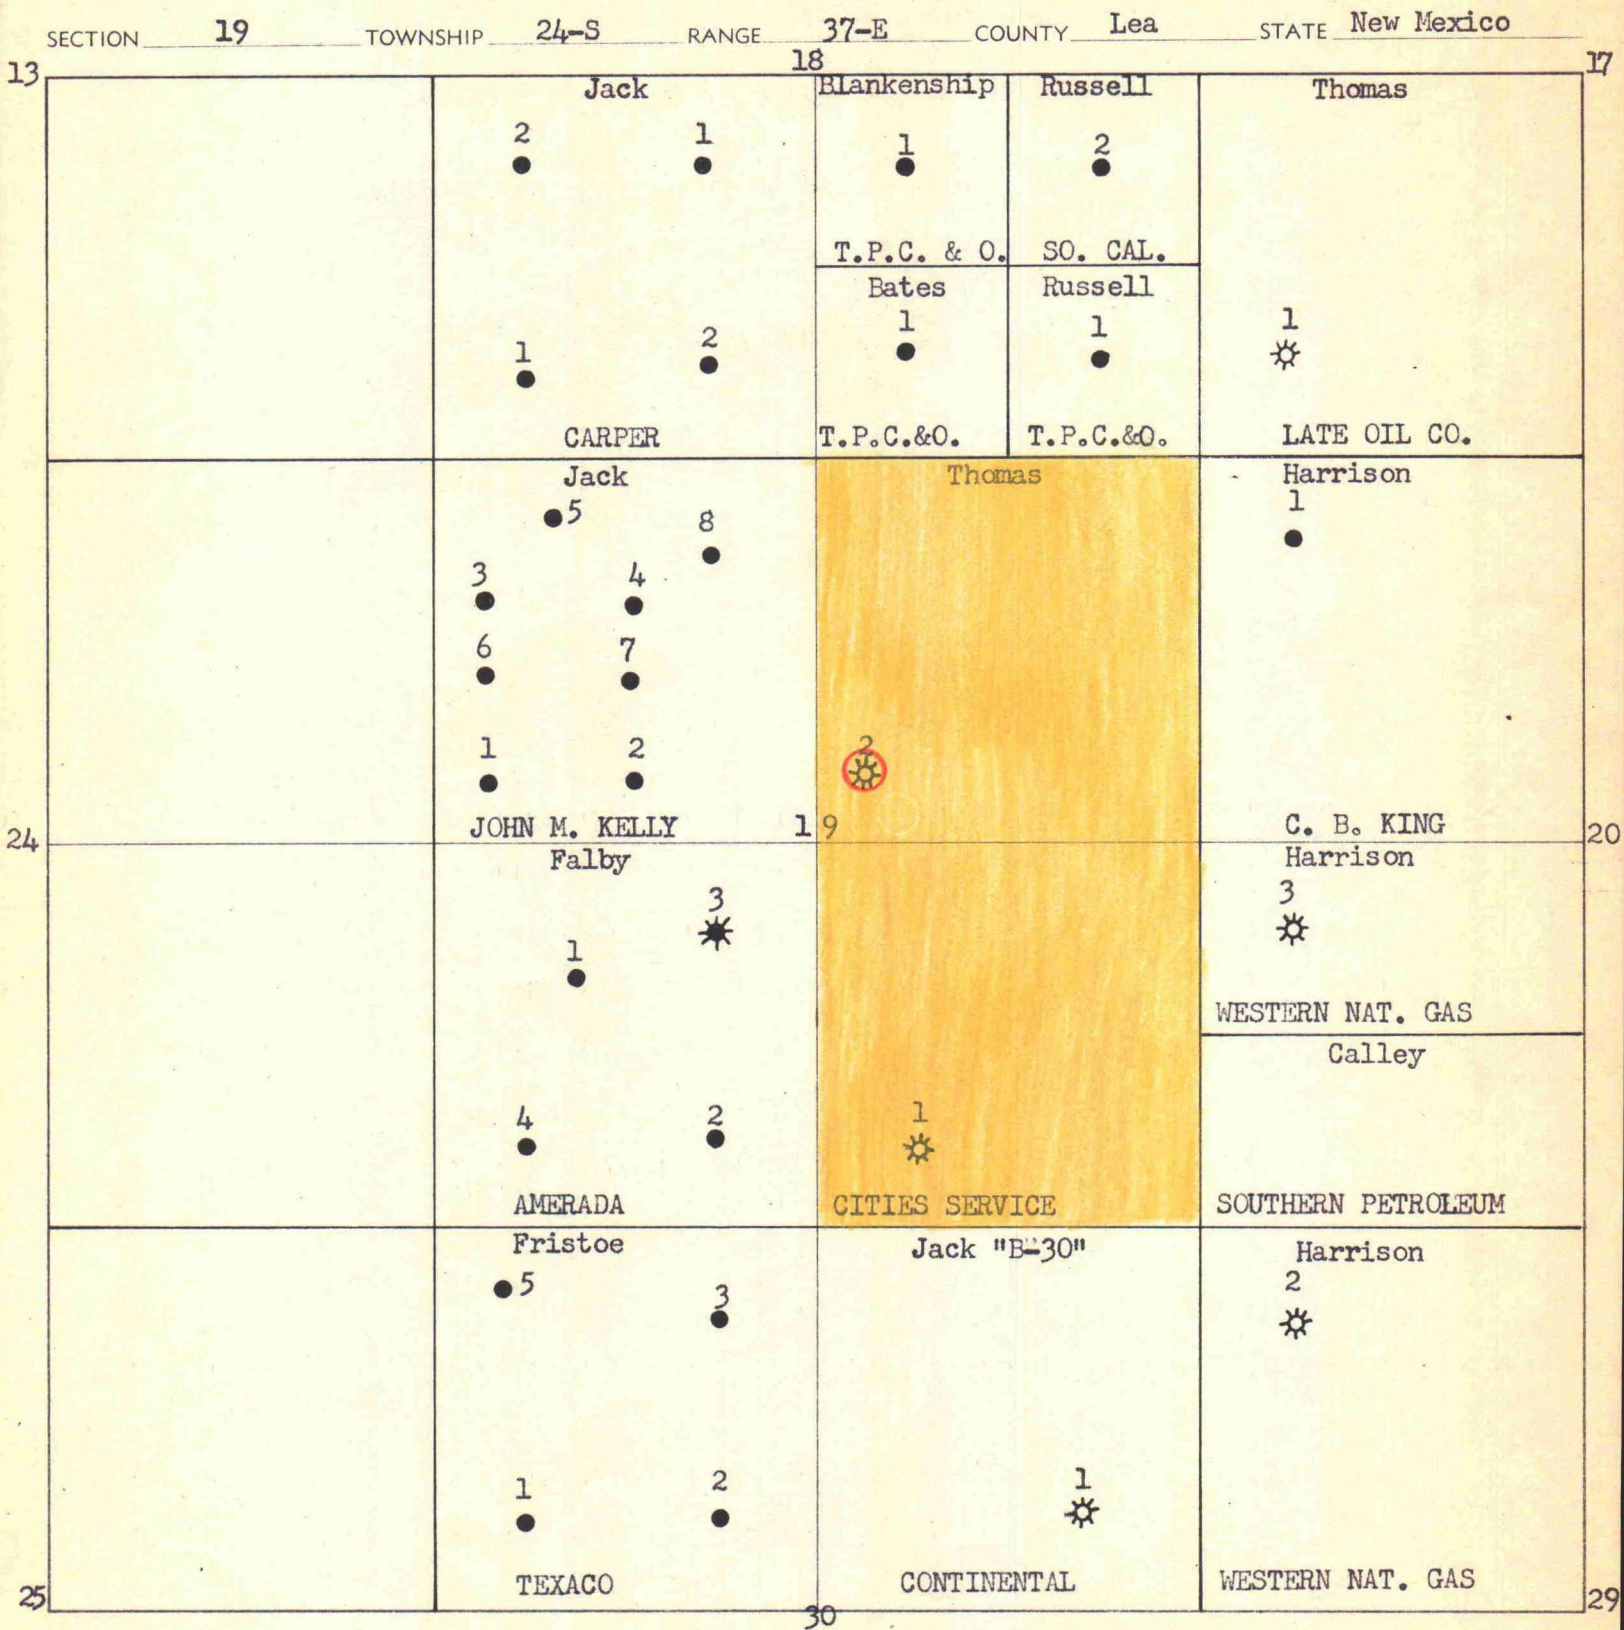 SECTION 19 TOWNSHIP 24-S RANGE 37-E COUNTY Lea STATE New Mexico
13 18 17
Jack
2 1
1 2
CARPER
Blankenship
1
T.P.C. & O.
Russell
2
SO. CAL.
Bates
1
T.P.C.&O.
Russell
1
T.P.C.&O.
Thomas
1
LATE OIL CO.
Jack
5
8
3 4
6 7
1 2
JOHN M. KELLY
Thomas
2
19
1
CITIES SERVICE
Harrison
1
C. B. KING
24 20
Falby
3
1
4 2
AMERADA
Harrison
3
WESTERN NAT. GAS
Calley
SOUTHERN PETROLEUM
Fristoe
5
3
1 2
TEXACO
Jack "B-30"
1
CONTINENTAL
Harrison
2
WESTERN NAT. GAS
25 30 29